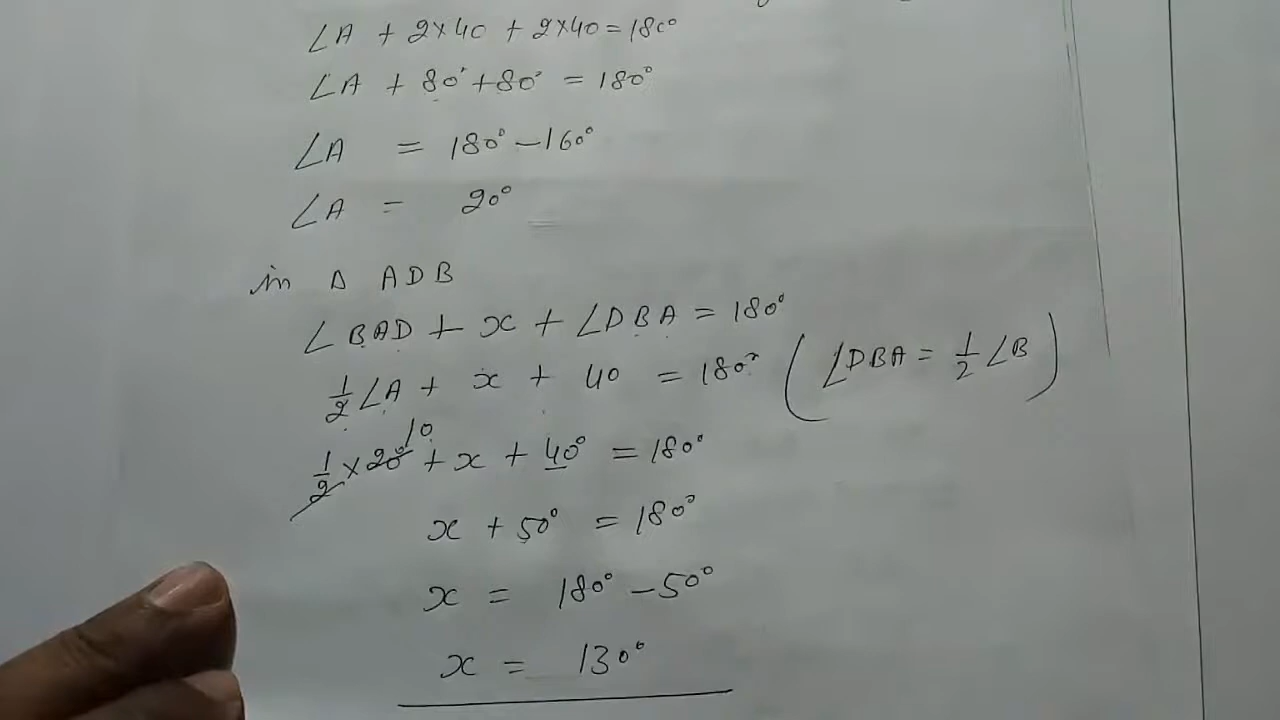 ∠A + 2×40 + 2×40 = 180°
∠A + 80° + 80° = 180°
∠A = 180° − 160°
∠A = 20°
in Δ ADB
∠BAD + x + ∠DBA = 180°
1/2 ∠A + x + 40 = 180° (∠DBA = 1/2 ∠B)
10
1/2 × 20° + x + 40° = 180°
x + 50° = 180°
x = 180° − 50°
x = 130°